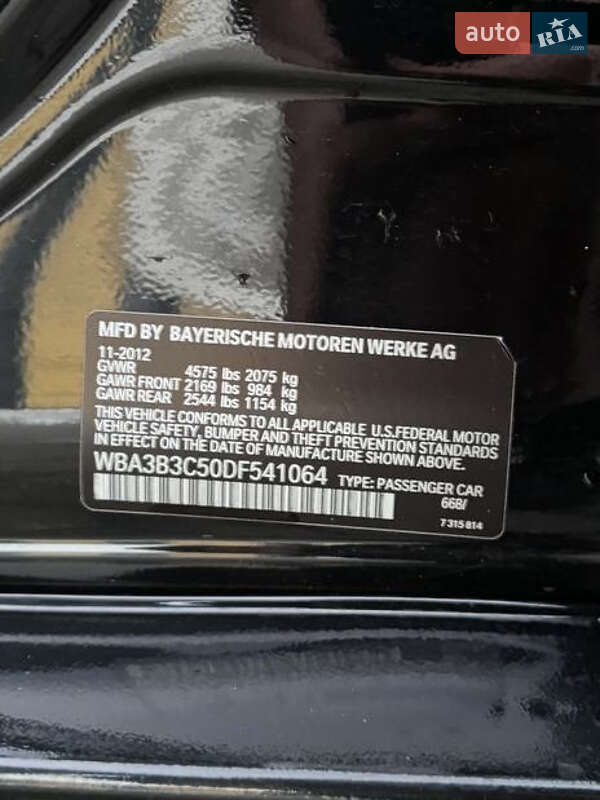 auto RIA.com
MFD BY BAYERISCHE MOTOREN WERKE AG
11-2012
GVWR 4575 lbs 2075 kg
GAWR FRONT 2169 lbs 984 kg
GAWR REAR 2544 lbs 1154 kg
THIS VEHICLE CONFORMS TO ALL APPLICABLE U.S.FEDERAL MOTOR
VEHICLE SAFETY, BUMPER AND THEFT PREVENTION STANDARDS
IN EFFECT ON THE DATE OF MANUFACTURE SHOWN ABOVE.
WBA3B3C50DF541064 TYPE: PASSENGER CAR
668/
7 315 814